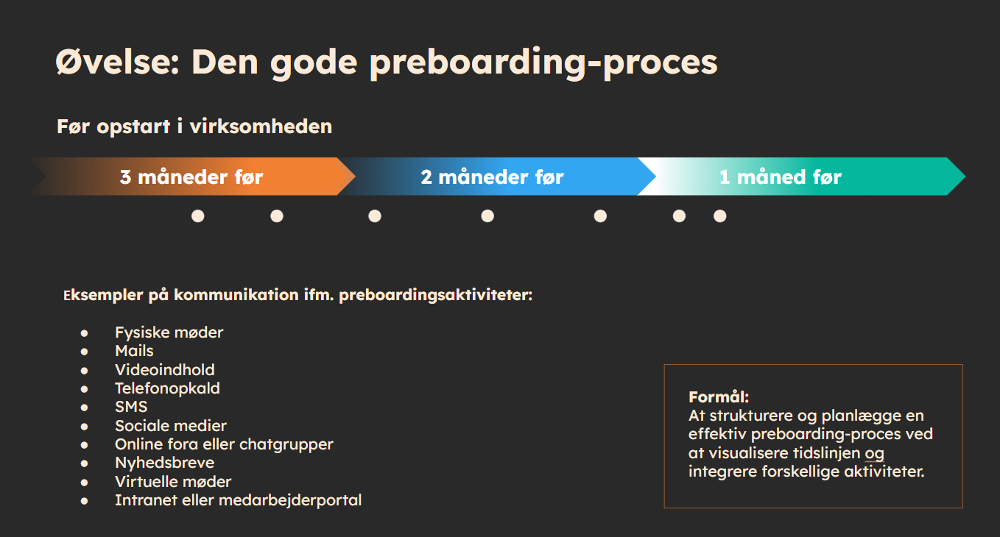 Øvelse: Den gode preboarding-proces
Før opstart i virksomheden
3 måneder før
2 måneder før
1 måned før
Eksempler på kommunikation ifm. preboardingsaktiviteter:
● Fysiske møder
● Mails
● Videoindhold
● Telefonopkald
● SMS
● Sociale medier
● Online fora eller chatgrupper
● Nyhedsbreve
● Virtuelle møder
● Intranet eller medarbejderportal
Formål:
At strukturere og planlægge en
effektiv preboarding-proces ved
at visualisere tidslinjen og
integrere forskellige aktiviteter.